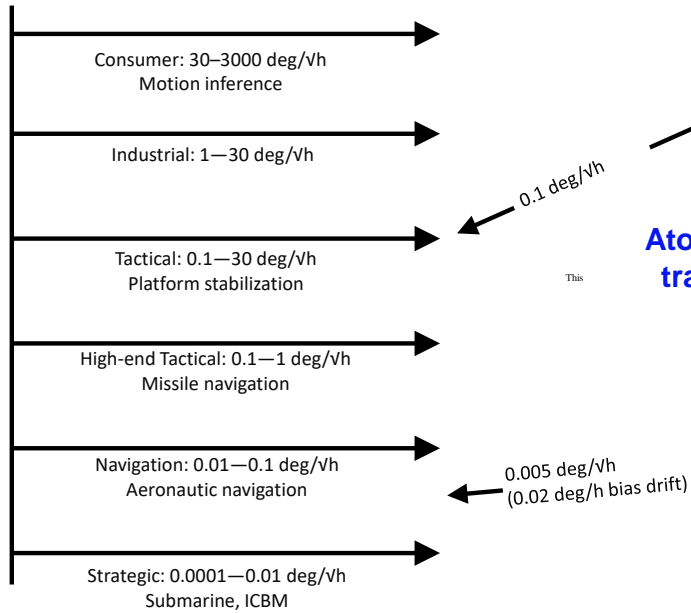 Consumer: 30–3000 deg/√h
Motion inference
Industrial: 1—30 deg/√h
0.1 deg/√h
Tactical: 0.1—30 deg/√h
Platform stabilization
This
High-end Tactical: 0.1—1 deg/√h
Missile navigation
Navigation: 0.01—0.1 deg/√h
Aeronautic navigation
0.005 deg/√h
(0.02 deg/h bias drift)
Strategic: 0.0001—0.01 deg/√h
Submarine, ICBM